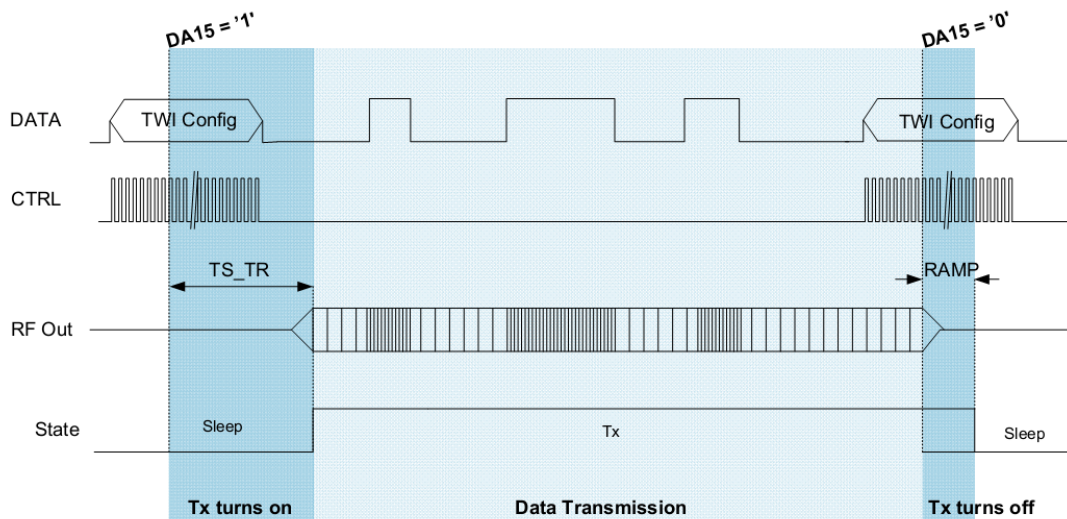 DA15 = ’1'
DA15 = ’0'
DATA
TWI Config
TWI Config
CTRL
TS_TR
RAMP
RF Out
State
Sleep
Tx
Sleep
Tx turns on
Data Transmission
Tx turns off